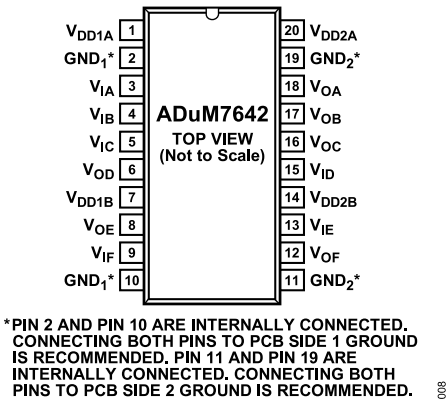 VDD1A 1 20 VDD2A
GND1* 2 19 GND2*
VIA 3 18 VOA
VIB 4 ADuM7642 17 VOB
VIC 5 TOP VIEW 16 VOC
(Not to Scale)
VOD 6 15 VID
VDD1B 7 14 VDD2B
VOE 8 13 VIE
VIF 9 12 VOF
GND1* 10 11 GND2*
*PIN 2 AND PIN 10 ARE INTERNALLY CONNECTED.
CONNECTING BOTH PINS TO PCB SIDE 1 GROUND
IS RECOMMENDED. PIN 11 AND PIN 19 ARE
INTERNALLY CONNECTED. CONNECTING BOTH
PINS TO PCB SIDE 2 GROUND IS RECOMMENDED.
008